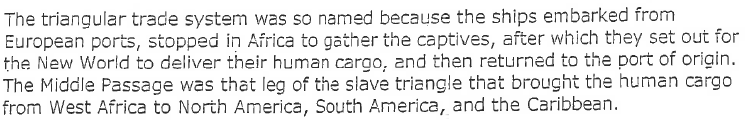 The triangular trade system was so named because the ships embarked from
European ports, stopped in Africa to gather the captives, after which they set out for
the New World to deliver their human cargo, and then returned to the port of origin.
The Middle Passage was that leg of the slave triangle that brought the human cargo
from West Africa to North America, South America, and the Caribbean.